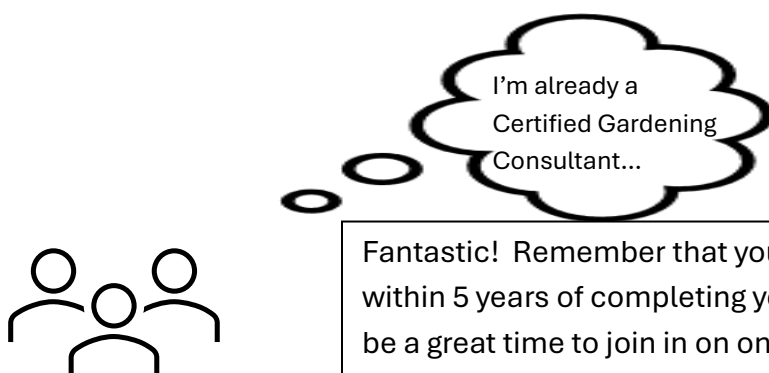 I’m already a
Certified Gardening
Consultant...
Fantastic!  Remember that you
within 5 years of completing
be a great time to join in on